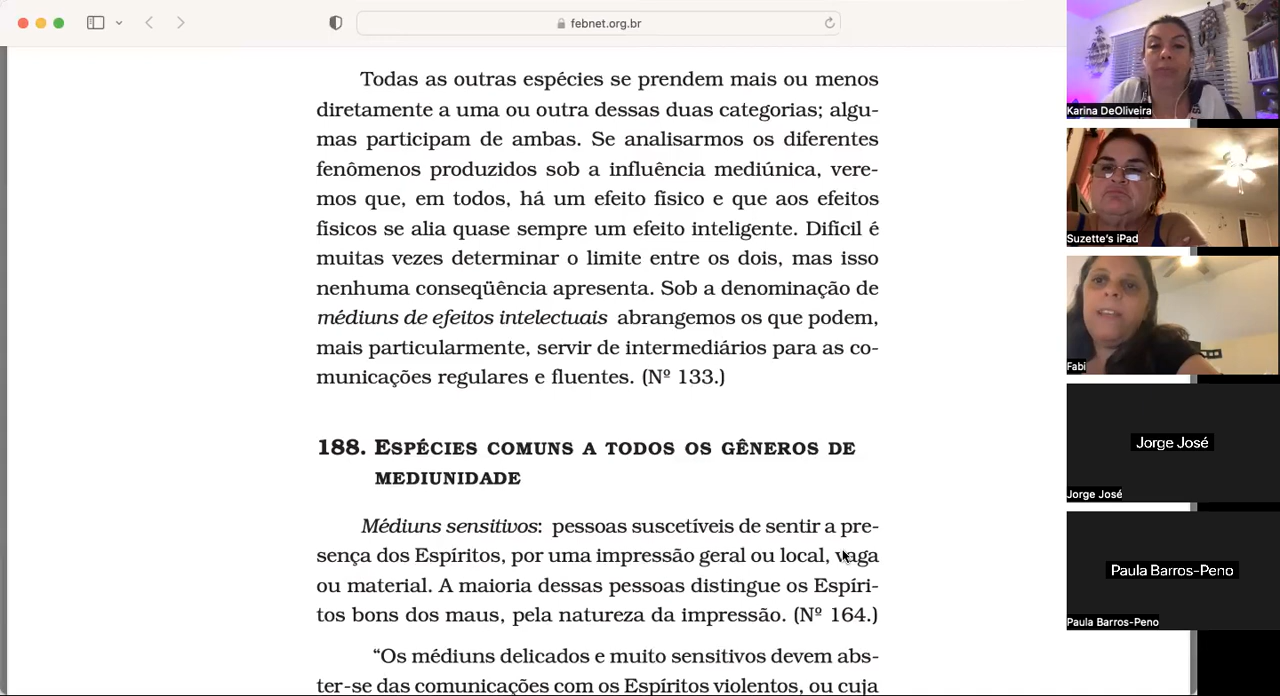 febnet.org.br
Todas as outras espécies se prendem mais ou menos
diretamente a uma ou outra dessas duas categorias; algu-
mas participam de ambas. Se analisarmos os diferentes
fenômenos produzidos sob a influência mediúnica, vere-
mos que, em todos, há um efeito físico e que aos efeitos
físicos se alia quase sempre um efeito inteligente. Difícil é
muitas vezes determinar o limite entre os dois, mas isso
nenhuma conseqüência apresenta. Sob a denominação de
médiuns de efeitos intelectuais abrangemos os que podem,
mais particularmente, servir de intermediários para as co-
municações regulares e fluentes. (Nº 133.)
188. ESPÉCIES COMUNS A TODOS OS GÊNEROS DE
MEDIUNIDADE
Médiuns sensitivos: pessoas suscetíveis de sentir a pre-
sença dos Espíritos, por uma impressão geral ou local, vaga
ou material. A maioria dessas pessoas distingue os Espíri-
tos bons dos maus, pela natureza da impressão. (Nº 164.)
"Os médiuns delicados e muito sensitivos devem abs-
ter-se das comunicações com os Espíritos violentos, ou cuja
Karina DeOliveira
Suzette's iPad
Fabi
Jorge José
Jorge José
Paula Barros-Peno
Paula Barros-Peno